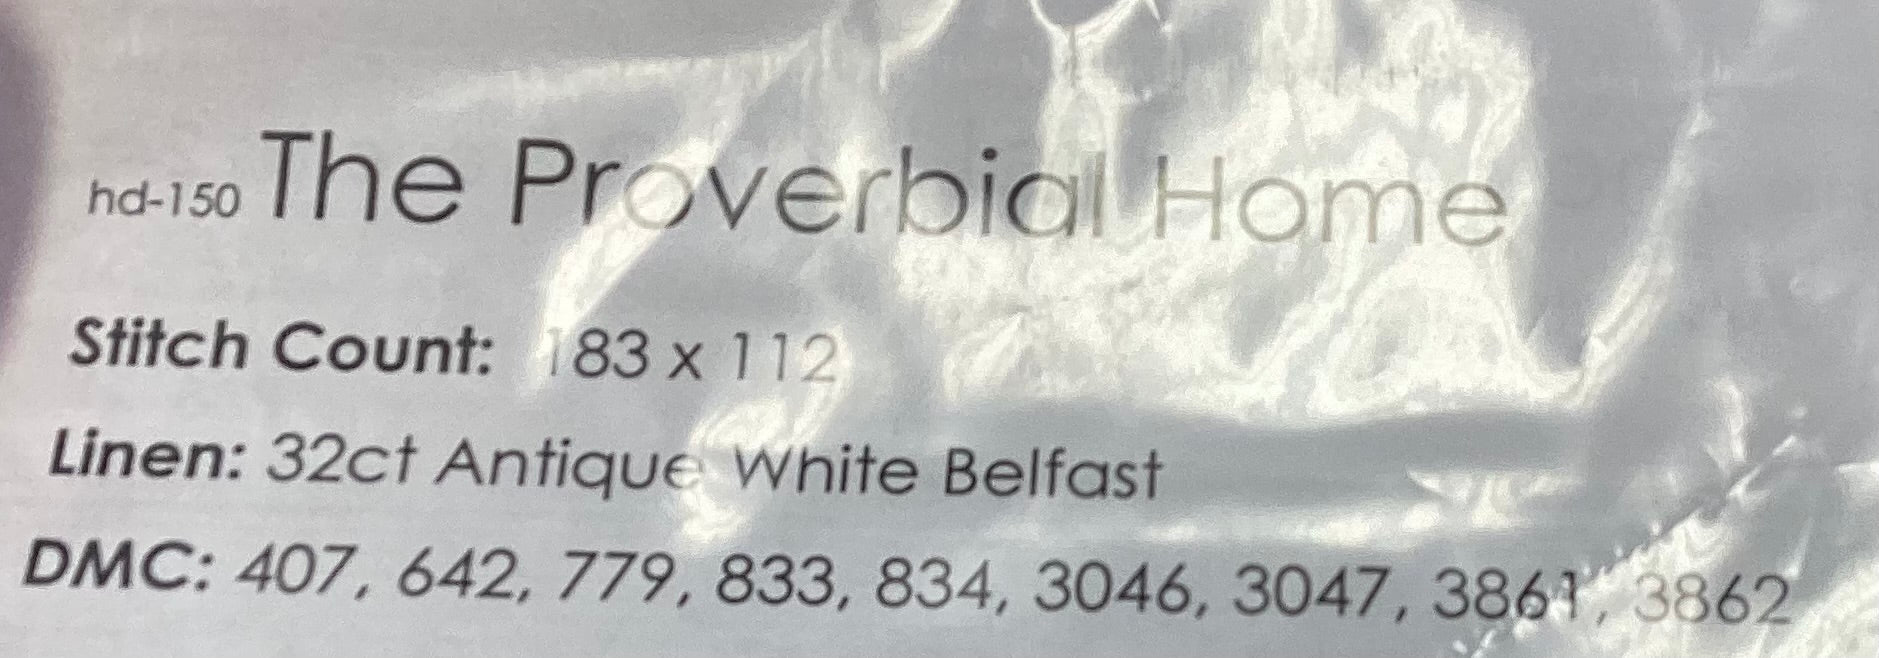 hd-150 The Proverbial Home
Stitch Count: 183 x 112
Linen: 32ct Antique White Belfast
DMC: 407, 642, 779, 833, 834, 3046, 3047, 3861, 3862